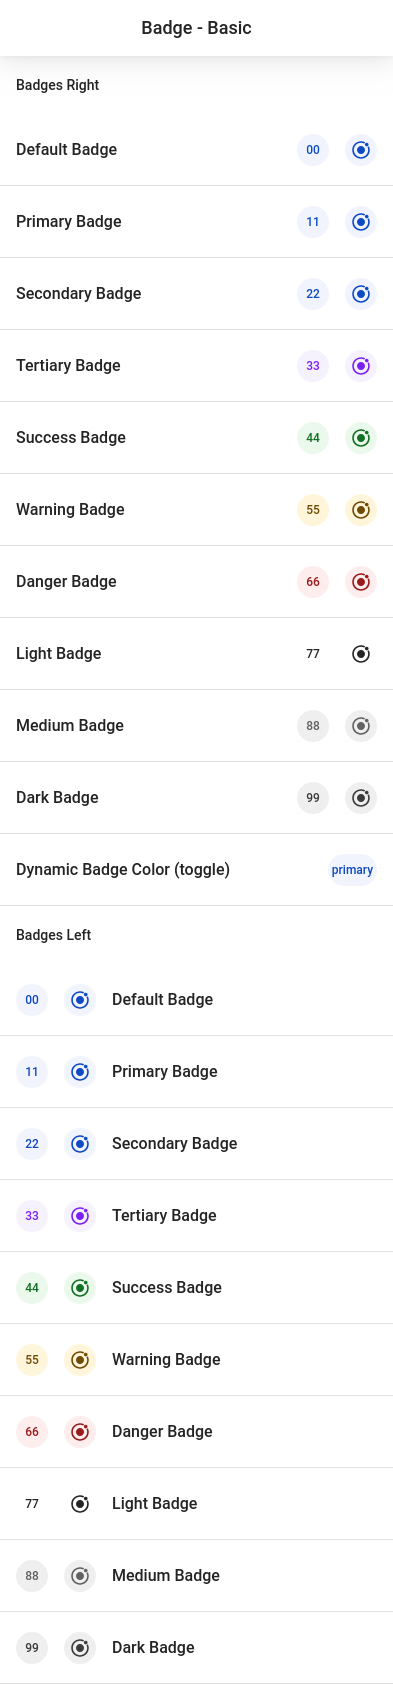 Badge - Basic
Badges Right
Default Badge 00
Primary Badge 11
Secondary Badge 22
Tertiary Badge 33
Success Badge 44
Warning Badge 55
Danger Badge 66
Light Badge 77
Medium Badge 88
Dark Badge 99
Dynamic Badge Color (toggle) primary
Badges Left
00 Default Badge
11 Primary Badge
22 Secondary Badge
33 Tertiary Badge
44 Success Badge
55 Warning Badge
66 Danger Badge
77 Light Badge
88 Medium Badge
99 Dark Badge